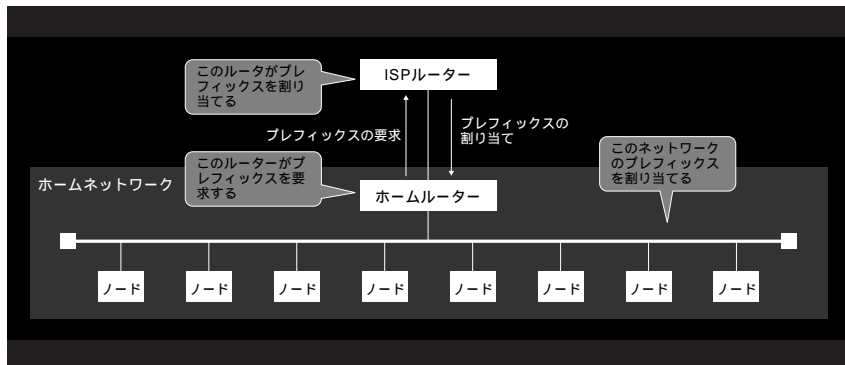 このルータがプレ
フィックスを割り
当てる
ISPルーター
プレフィックスの要求
プレフィックスの
割り当て
このネットワーク
のプレフィックス
を割り当てる
ホームネットワーク
このルーターがプ
レフィックスを要
求する
ホームルーター
ノード
ノード
ノード
ノード
ノード
ノード
ノード
ノード